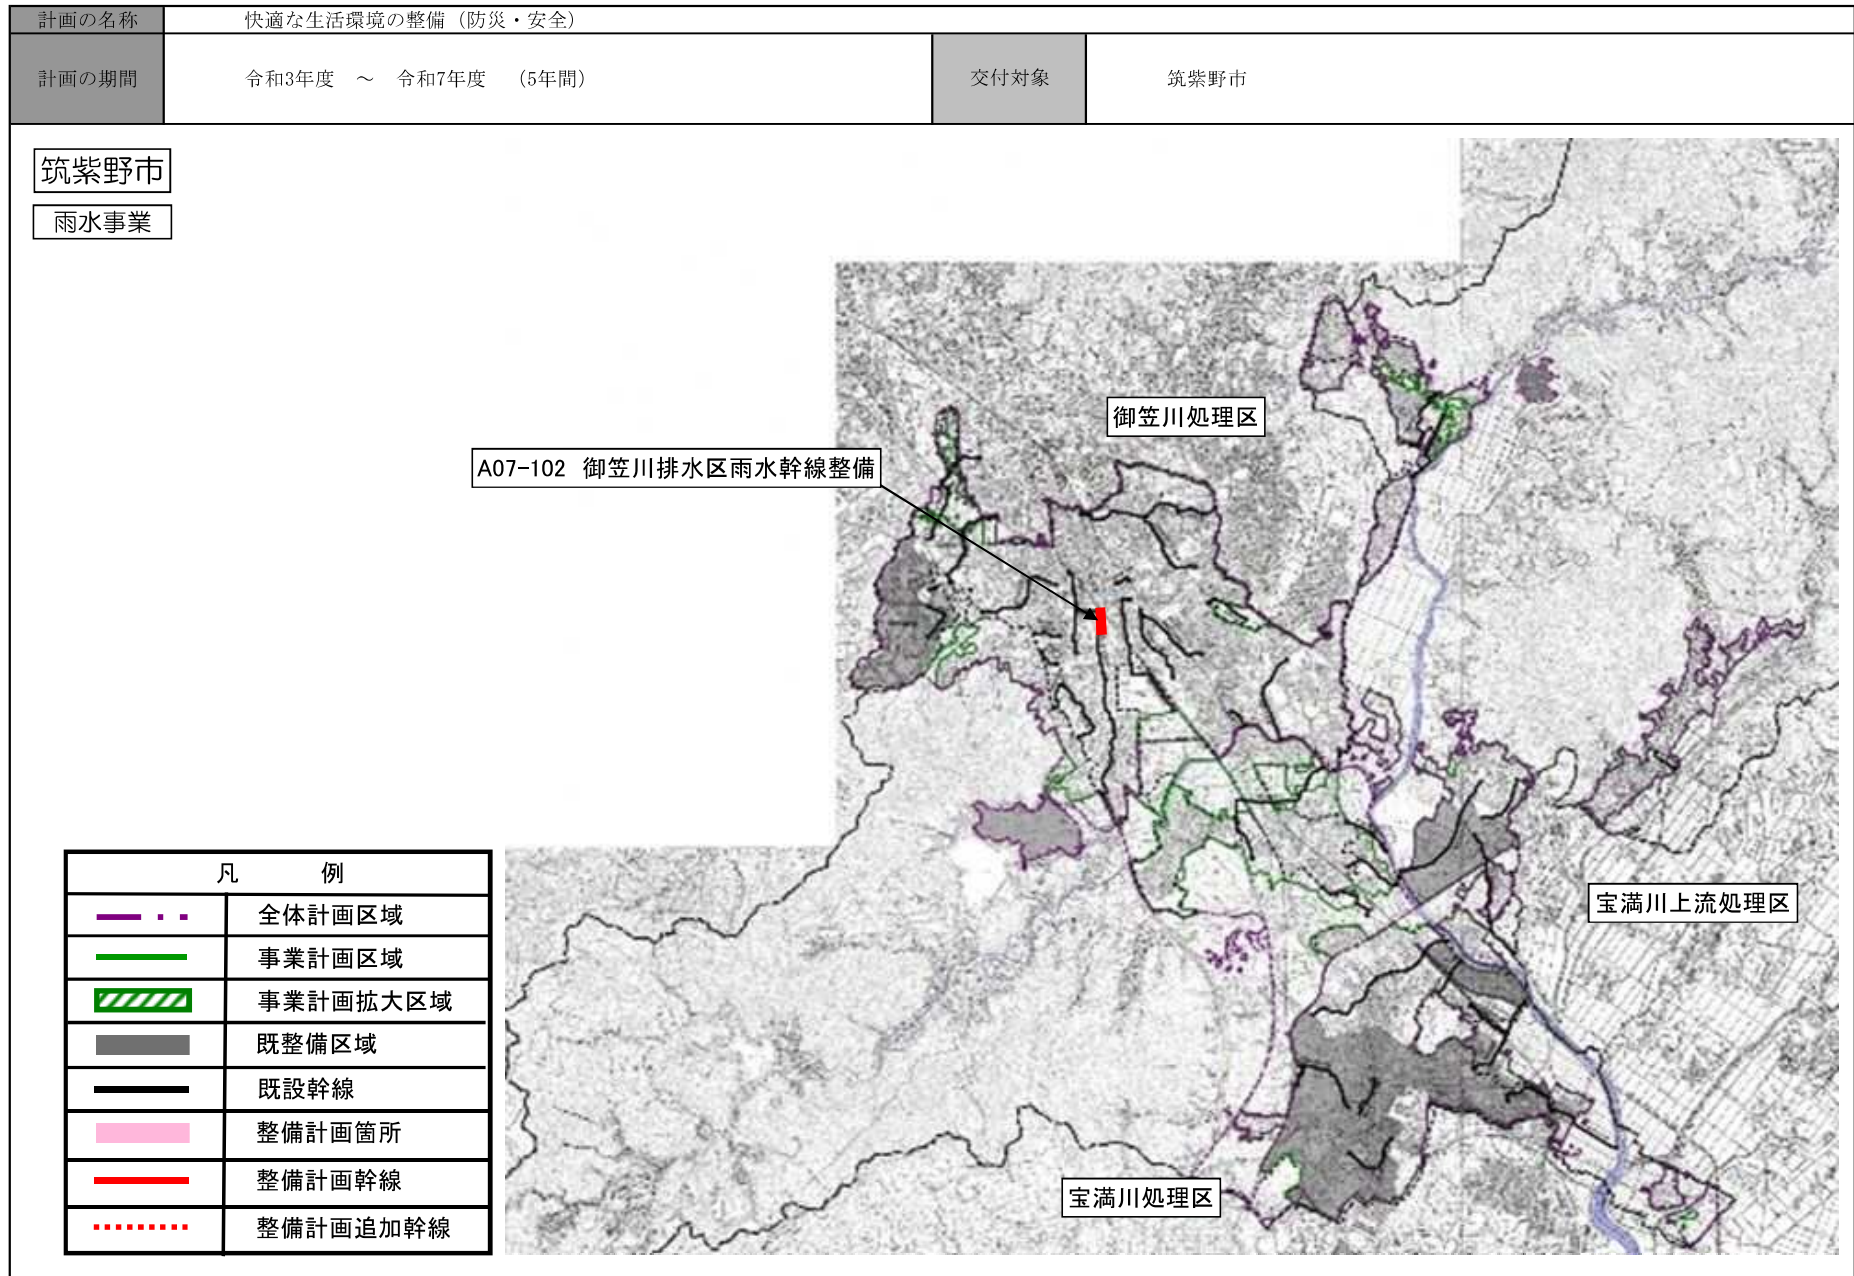 計画の名称 快適な生活環境の整備（防災・安全）
計画の期間 令和3年度 ～ 令和7年度 （5年間） 交付対象 筑紫野市
筑紫野市
雨水事業
御笠川処理区
A07-102 御笠川排水区雨水幹線整備
宝満川上流処理区
宝満川処理区
凡 例
全体計画区域
事業計画区域
事業計画拡大区域
既整備区域
既設幹線
整備計画箇所
整備計画幹線
整備計画追加幹線